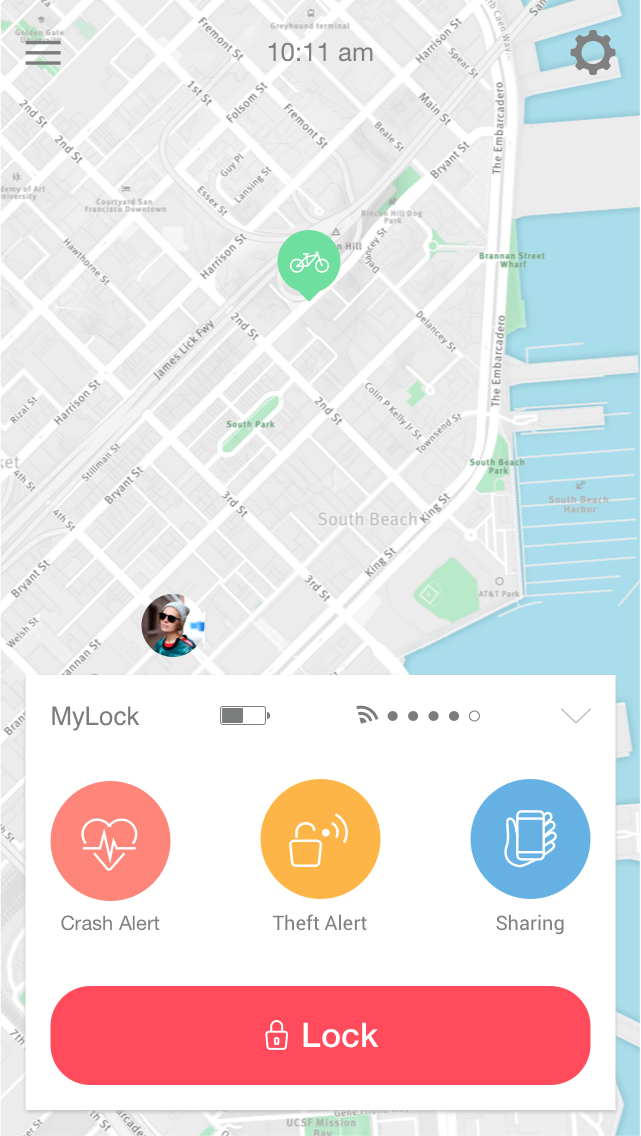 Greyhound terminal
Golden Gate
University
10:11 am
Fremont St
Harrison St
Spear St
1st St
Folsom St
Main St
2nd St
2nd St
Fremont St
Beale St
The Embarcadero
Bryant St
Guy Pl
Lansing St
Courtyard San
Francisco Downtown
Essex St
Rincon Hill Dog
Park
Hill
Harrison St
Delancey St
Hawthorne St
Brannan Street
Wharf
2nd St
James Lick Fwy
Delancey St
The Embarcadero
Rizal St
Harrison St
South Park
2nd St
Colin P Kelly Jr St
Townsend St
Stillman St
4th St
Bryant St
South Beach
Park
3rd St
South Beach
Harbor
4th St
South Beach
King St
King St
Bryant St
3rd St
AT&T Park
Welsh St
MyLock
Crash Alert
Theft Alert
Sharing
Lock
7th
UCSF Mission
Bay